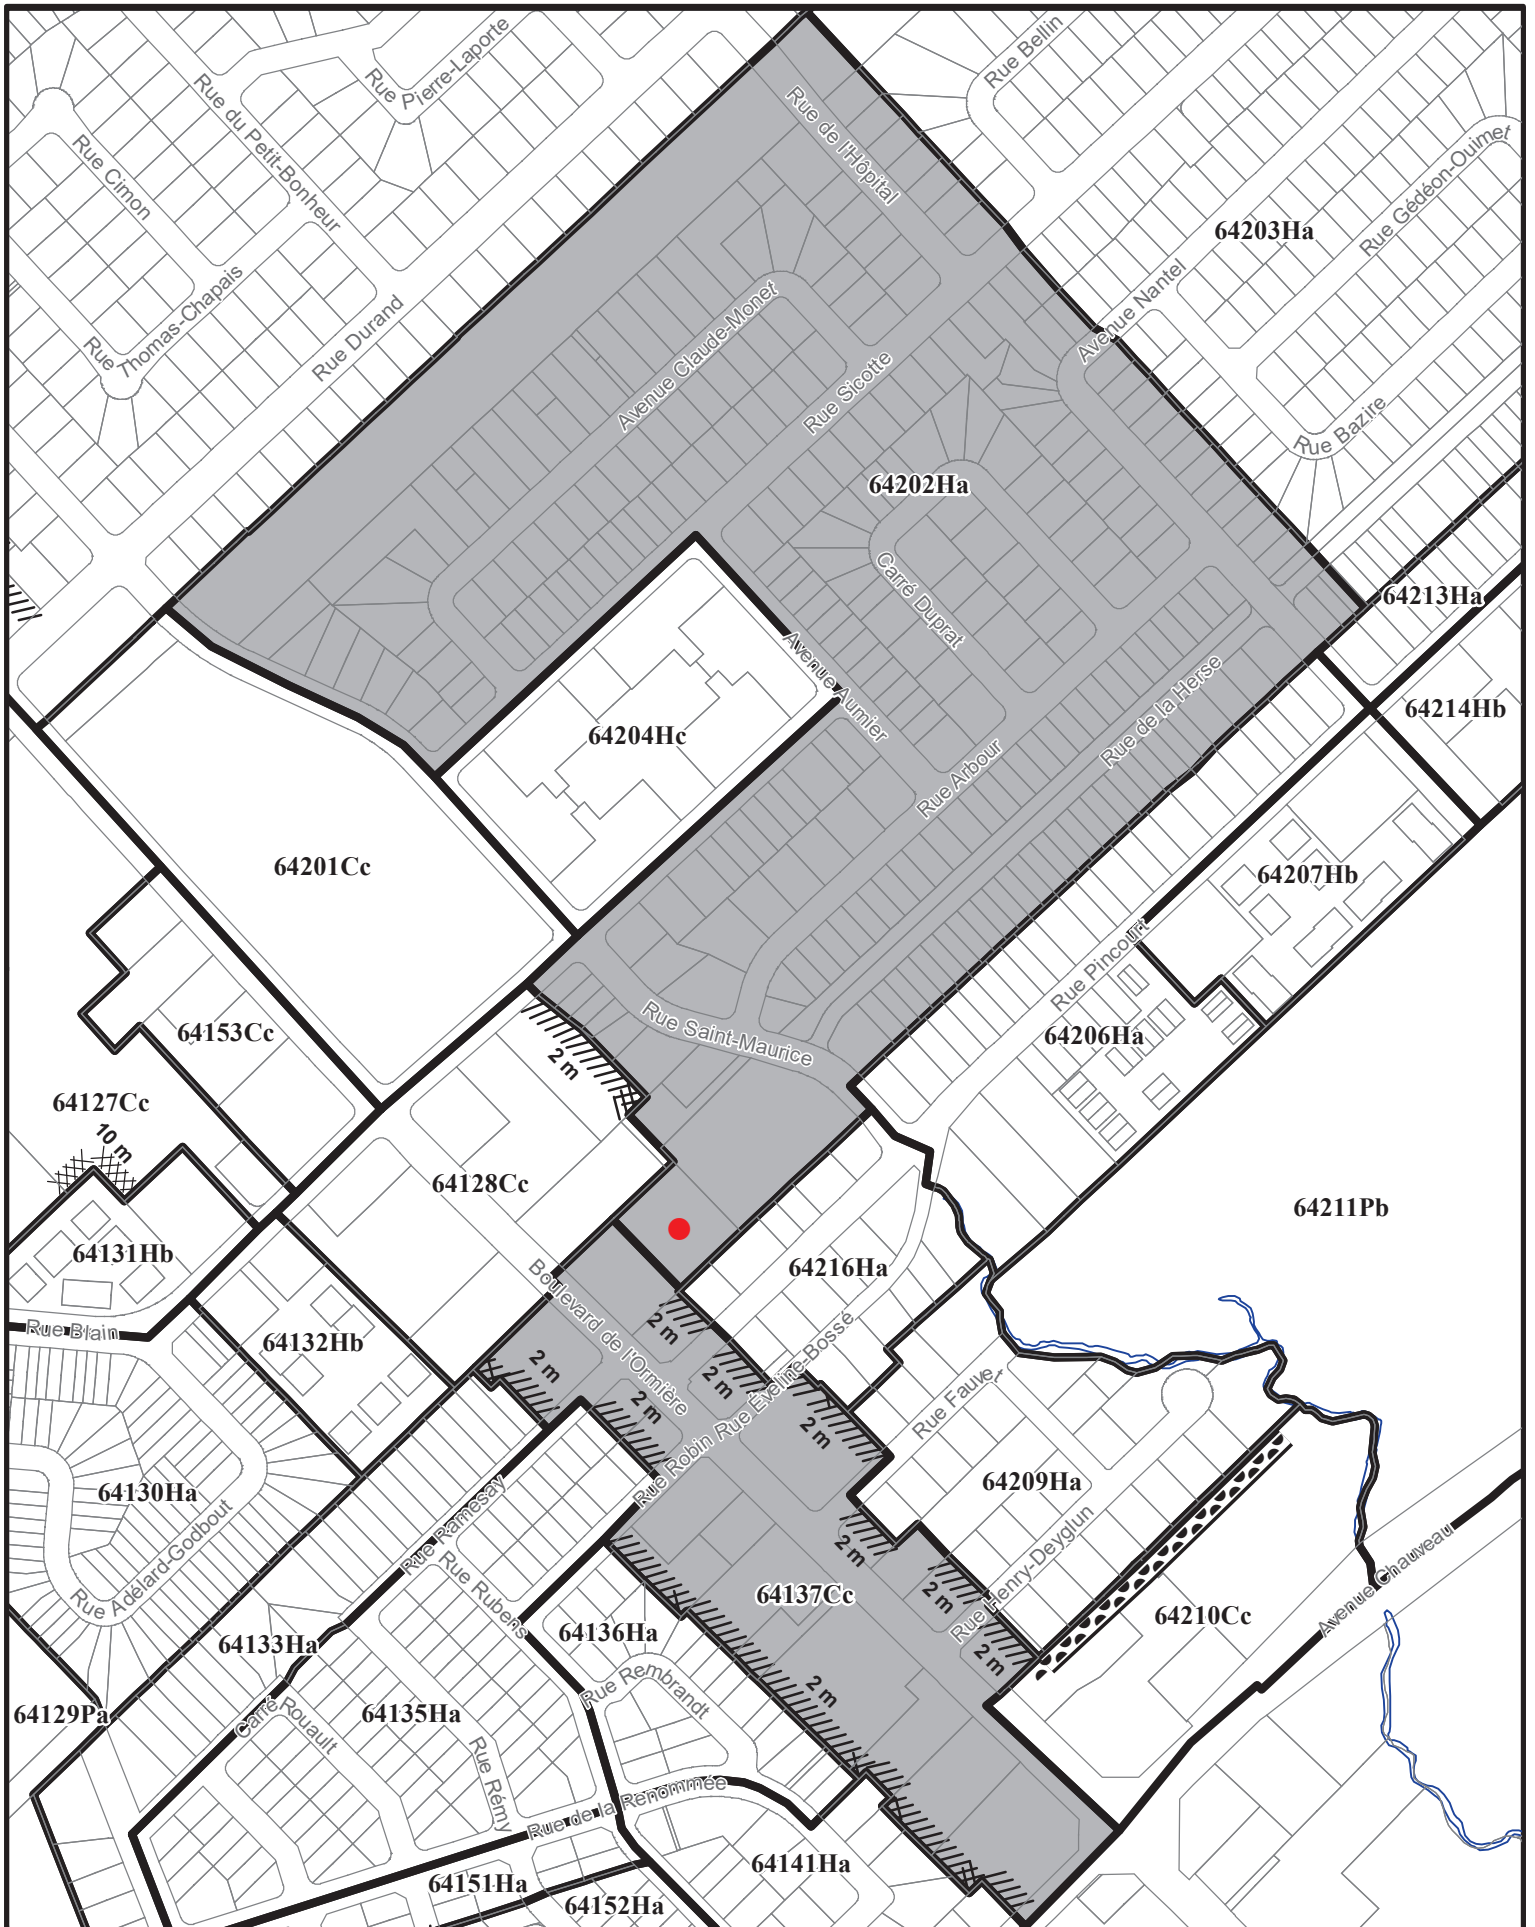 Rue Pierre-Laporte
Rue Bellin
Rue du Petit-Bonheur
Rue de l'Hôpital
Rue Cimon
Rue Gédéon-Ouimet
64203Ha
Rue Thomas-Chapais
Rue Durand
Avenue Nantel
Avenue Claude-Monet
Rue Sicotte
Rue Bazire
64202Ha
Carré Duprat
64213Ha
Avenue Aumier
64204Hc
Rue de la Herse
64214Hb
Rue Arbour
64201Cc
64207Hb
Rue Pincourt
64153Cc
Rue Saint-Maurice
64206Ha
2 m
64127Cc
10 m
64128Cc
64211Pb
64131Hb
64216Ha
Boulevard de l'Ormière
Rue Blain
64132Hb
2 m
2 m
2 m
2 m
Rue Éveline-Bossé
Rue Fauvet
2 m
Rue Robin
64209Ha
64130Ha
Rue Ramesay
Rue Adélard-Godbout
Rue Rubens
2 m
Rue Henry-Deyglun
64137Cc
2 m
64210Cc
Avenue Chauveau
64133Ha
64136Ha
2 m
Rue Rembrandt
2 m
64129Pa
Carré Rouault
64135Ha
Rue Rémy
Rue de la Renommée
64141Ha
64151Ha
64152Ha